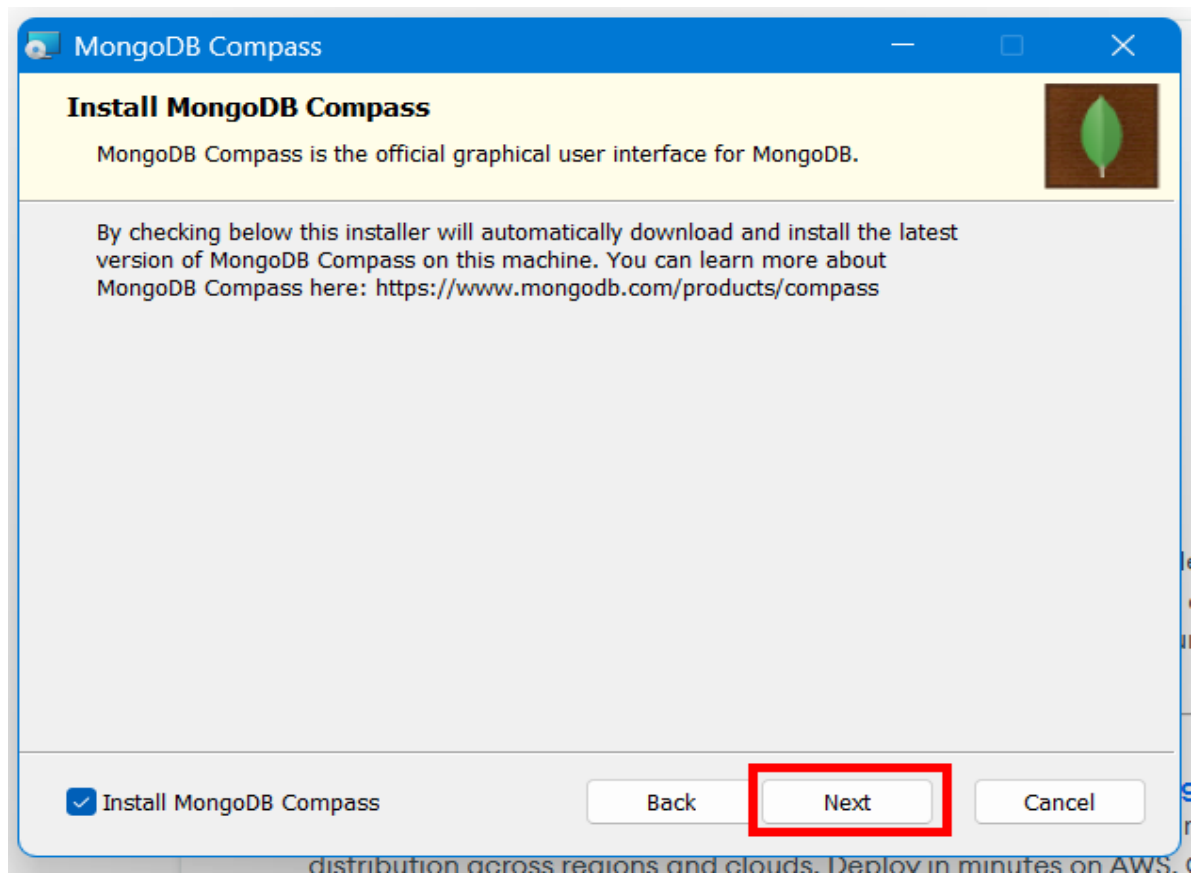 MongoDB Compass
Install MongoDB Compass
MongoDB Compass is the official graphical user interface for MongoDB.
By checking below this installer will automatically download and install the latest
version of MongoDB Compass on this machine. You can learn more about
MongoDB Compass here: https://www.mongodb.com/products/compass
Install MongoDB Compass
Back
Next
Cancel
distribution across regions and clouds. Deploy in minutes on AWS,